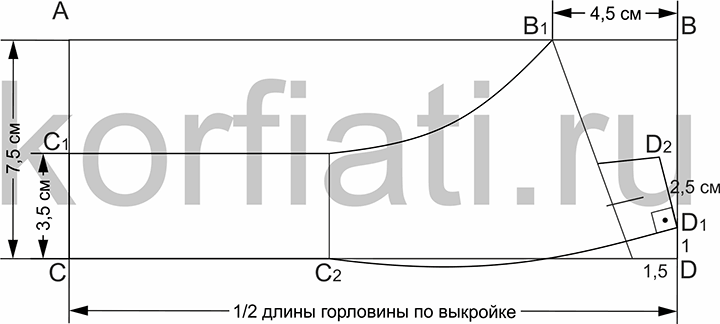 4,5 см
A
B1
B
korfiati.ru
7,5 см
C1
3,5 см
D2
2,5 см
D1
1
C
C2
1,5
D
1/2 длины горловины по выкройке